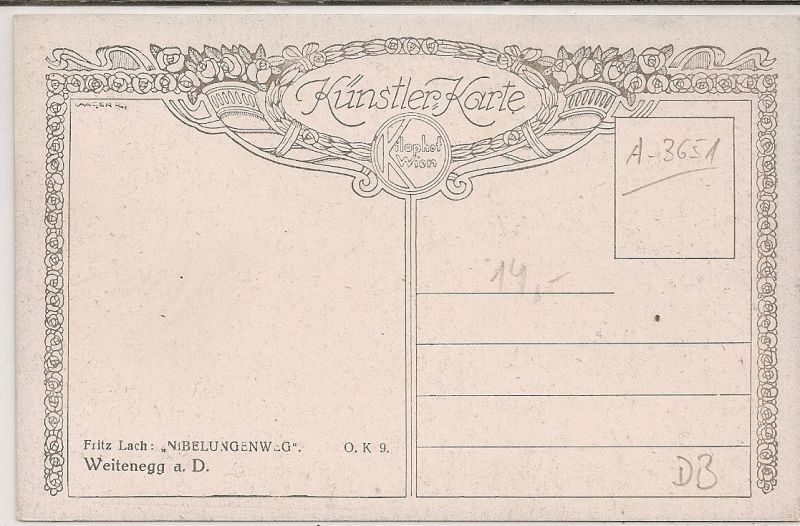 Künstler-Karte
Kilophot
Wien
A-3651
14,-
Fritz Lach: „NIBELUNGENWEG“. O. K 9.
Weitenegg a. D.
DB